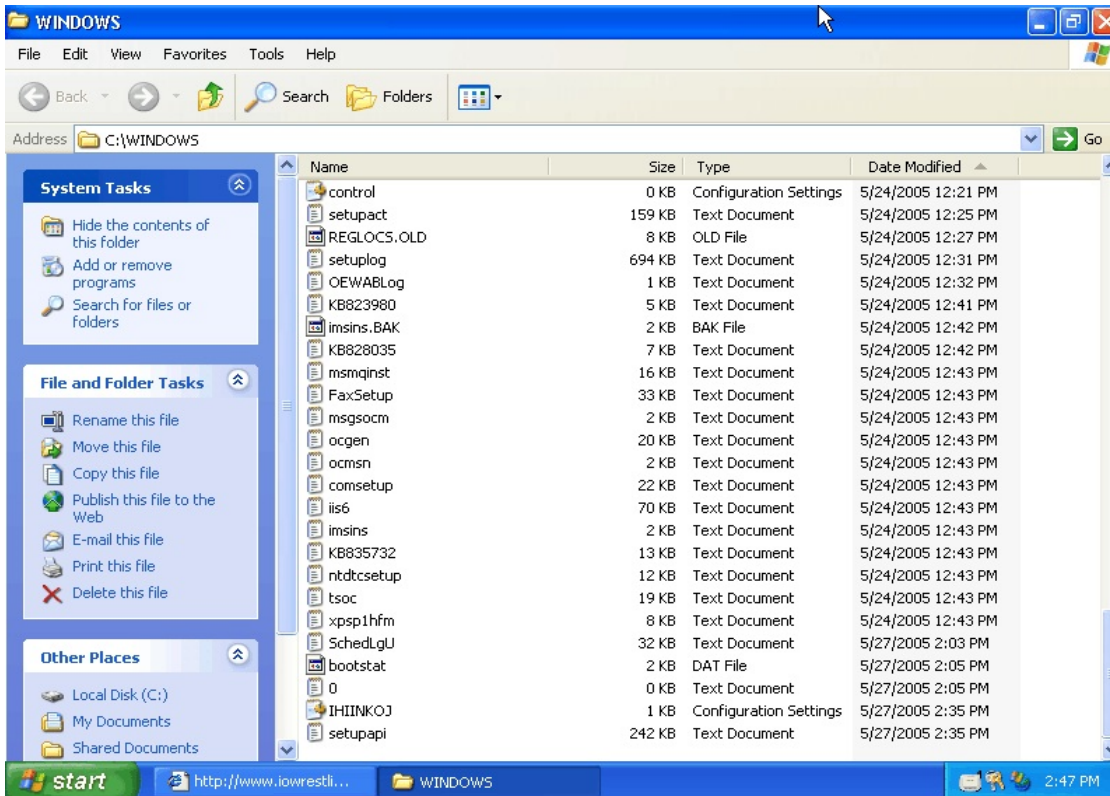 WINDOWS
File Edit View Favorites Tools Help
Back Search Folders
Address C:\WINDOWS Go
System Tasks
Hide the contents of
this folder
Add or remove
programs
Search for files or
folders
File and Folder Tasks
Rename this file
Move this file
Copy this file
Publish this file to the
Web
E-mail this file
Print this file
Delete this file
Other Places
Local Disk (C:)
My Documents
Shared Documents
Name Size Type Date Modified
control 0 KB Configuration Settings 5/24/2005 12:21 PM
setupact 159 KB Text Document 5/24/2005 12:25 PM
REGLOCS.OLD 8 KB OLD File 5/24/2005 12:27 PM
setuplog 694 KB Text Document 5/24/2005 12:31 PM
OEWABLog 1 KB Text Document 5/24/2005 12:32 PM
KB823980 5 KB Text Document 5/24/2005 12:41 PM
imsins.BAK 2 KB BAK File 5/24/2005 12:42 PM
KB828035 7 KB Text Document 5/24/2005 12:42 PM
msmqinst 16 KB Text Document 5/24/2005 12:43 PM
FaxSetup 33 KB Text Document 5/24/2005 12:43 PM
msgsocm 2 KB Text Document 5/24/2005 12:43 PM
ocgen 20 KB Text Document 5/24/2005 12:43 PM
ocmsn 2 KB Text Document 5/24/2005 12:43 PM
comsetup 22 KB Text Document 5/24/2005 12:43 PM
iis6 70 KB Text Document 5/24/2005 12:43 PM
imsins 2 KB Text Document 5/24/2005 12:43 PM
KB835732 13 KB Text Document 5/24/2005 12:43 PM
ntdtcsetup 12 KB Text Document 5/24/2005 12:43 PM
tsoc 19 KB Text Document 5/24/2005 12:43 PM
xpsp1hfm 8 KB Text Document 5/24/2005 12:43 PM
SchedLgU 32 KB Text Document 5/27/2005 2:03 PM
bootstat 2 KB DAT File 5/27/2005 2:05 PM
0 0 KB Text Document 5/27/2005 2:05 PM
IHIINKOJ 1 KB Configuration Settings 5/27/2005 2:35 PM
setupapi 242 KB Text Document 5/27/2005 2:35 PM
start http://www.iowrestli... WINDOWS 2:47 PM